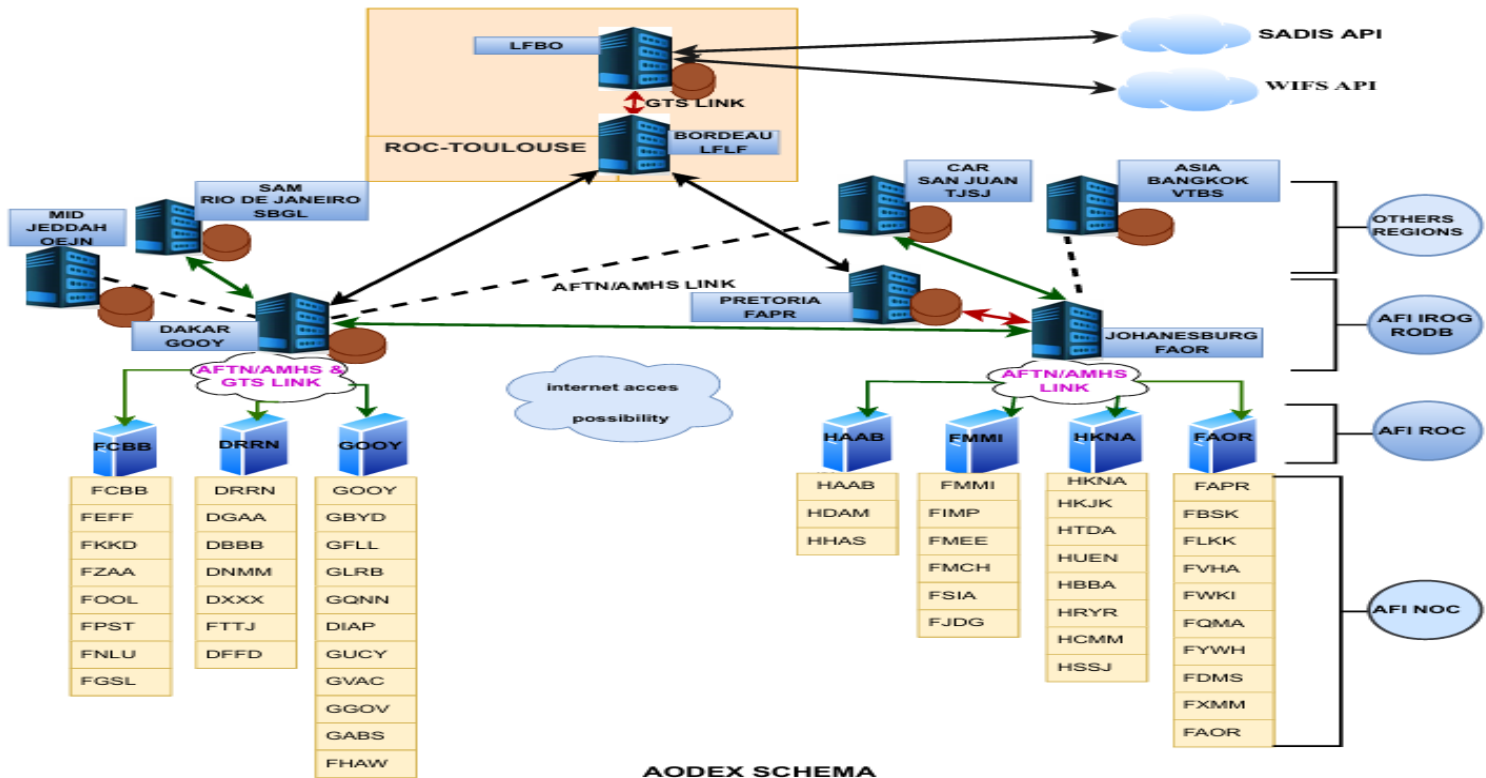 LFBO
SADIS API
WIFS API
GTS LINK
BORDEAU
LFLF
ROC-TOULOUSE
CAR
SAN JUAN
TJSJ
ASIA
BANGKOK
VTBS
SAM
RIO DE JANEIRO
SBGL
MID
JEDDAH
OEJN
OTHERS
REGIONS
AFTN/AMHS LINK
PRETORIA
FAPR
DAKAR
GOOY
JOHANESBURG
FAOR
AFI IROG
RODB
AFTN/AMHS &
GTS LINK
internet acces
possibility
AFTN/AMHS
LINK
FCBB
DRRN
GOOY
HAAB
FMMI
HKNA
FAOR
AFI ROC
FCBB
FEFF
FKKD
FZAA
FOOL
FPST
FNLU
FGSL
DRRN
DGAA
DBBB
DNMM
DXXX
FTTJ
DFFD
GOOY
GBYD
GFLL
GLRB
GQNN
DIAP
GUCY
GVAC
GGOV
GABS
FHAW
HAAB
HDAM
HHAS
FMMI
FIMP
FMEE
FMCH
FSIA
FJDG
HKNA
HKJK
HTDA
HUEN
HBBA
HRYR
HCMM
HSSJ
FAPR
FBSK
FLKK
FVHA
FWKI
FQMA
FYWH
FDMS
FXMM
FAOR
AFI NOC
AODEX SCHEMA